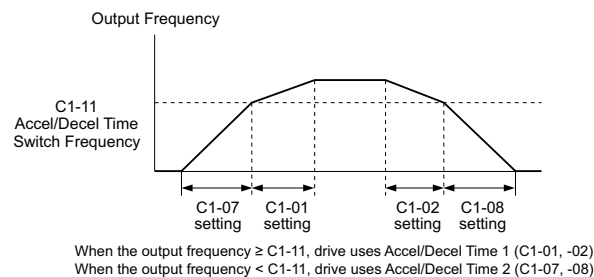 Output Frequency
C1-11
Accel/Decel Time
Switch Frequency
C1-07
setting
C1-01
setting
C1-02
setting
C1-08
setting
When the output frequency ≥ C1-11, drive uses Accel/Decel Time 1 (C1-01, -02)
When the output frequency < C1-11, drive uses Accel/Decel Time 2 (C1-07, -08)